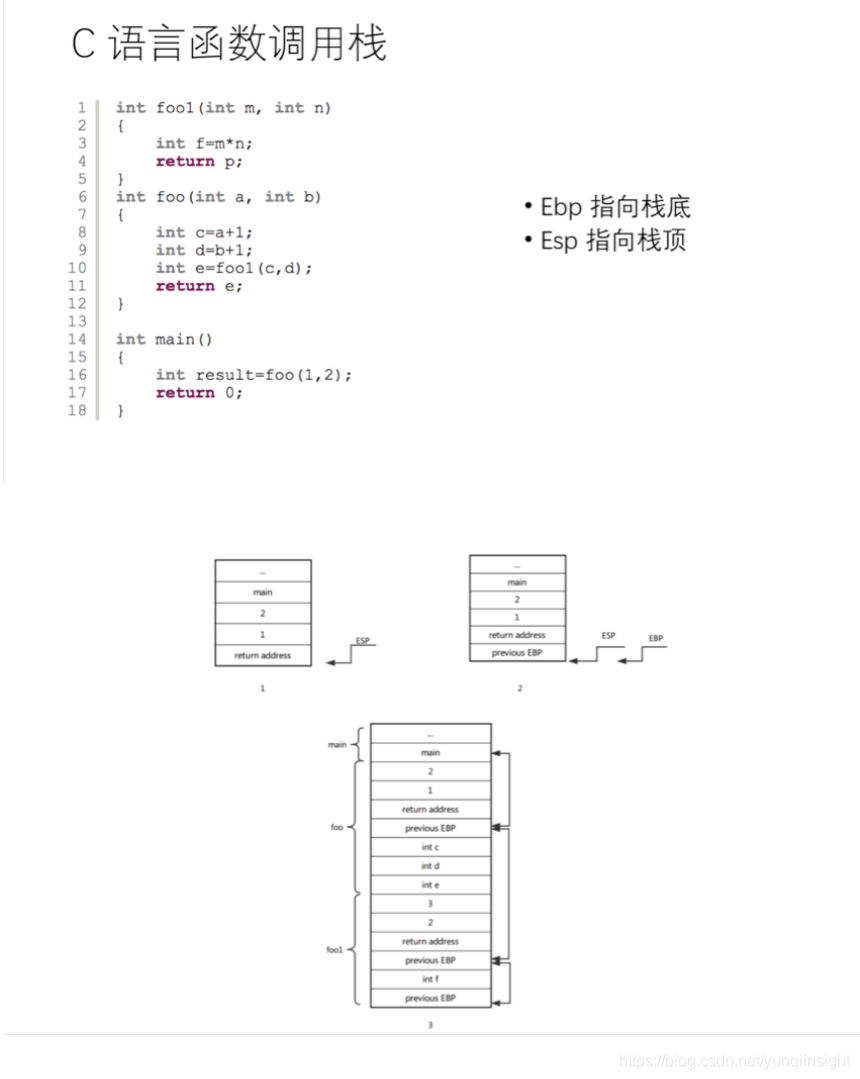 C 语言函数调用栈
1 int foo1(int m, int n)
2 {
3 int f=m*n;
4 return p;
5 }
6 int foo(int a, int b)
7 {
8 int c=a+1;
9 int d=b+1;
10 int e=foo1(c,d);
11 return e;
12 }
13
14 int main()
15 {
16 int result=foo(1,2);
17 return 0;
18 }
• Ebp 指向栈底
• Esp 指向栈顶
...
main
2
1
return address
ESP
1
...
main
2
1
return address
previous EBP
ESP
EBP
2
main
foo
foo1
...
main
2
1
return address
previous EBP
int c
int d
int e
3
2
return address
previous EBP
int f
previous EBP
3
https://blog.csdn.net/yunqiinsight